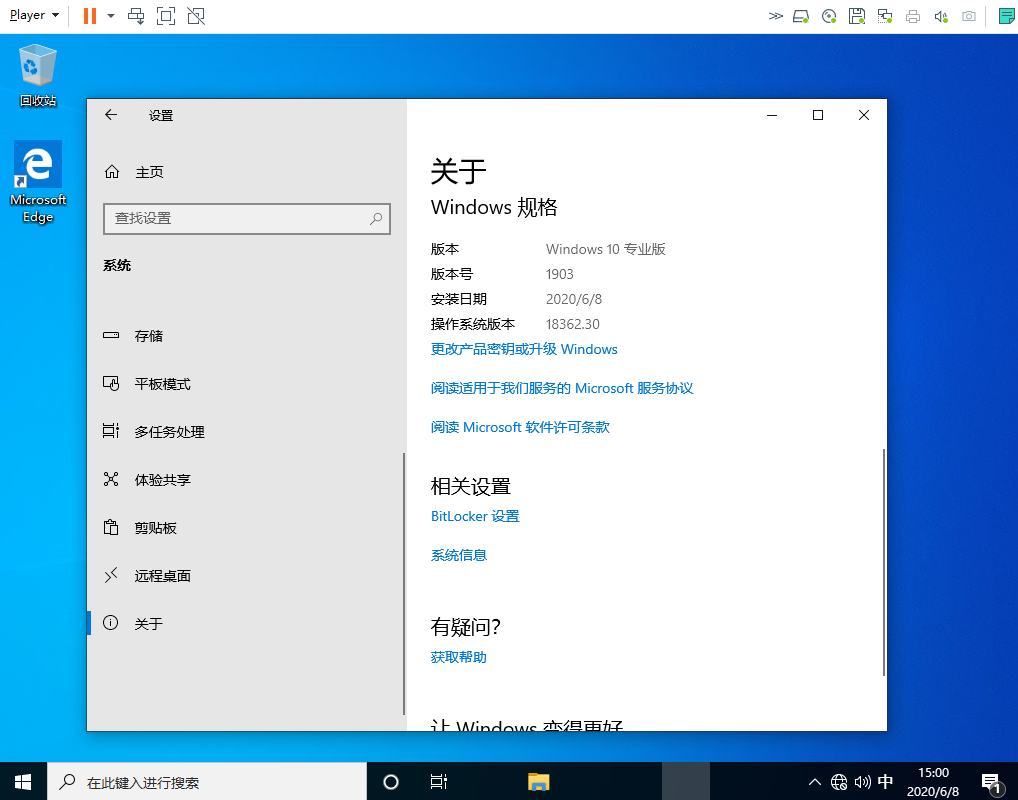 Player
回收站
Microsoft
Edge
设置
主页
查找设置
系统
存储
平板模式
多任务处理
体验共享
剪贴板
远程桌面
关于
关于
Windows 规格
版本 Windows 10 专业版
版本号 1903
安装日期 2020/6/8
操作系统版本 18362.30
更改产品密钥或升级 Windows
阅读适用于我们服务的 Microsoft 服务协议
阅读 Microsoft 软件许可条款
相关设置
BitLocker 设置
系统信息
有疑问?
获取帮助
让 Windows 变得更好
在此键入进行搜索
中
15:00
2020/6/8
1